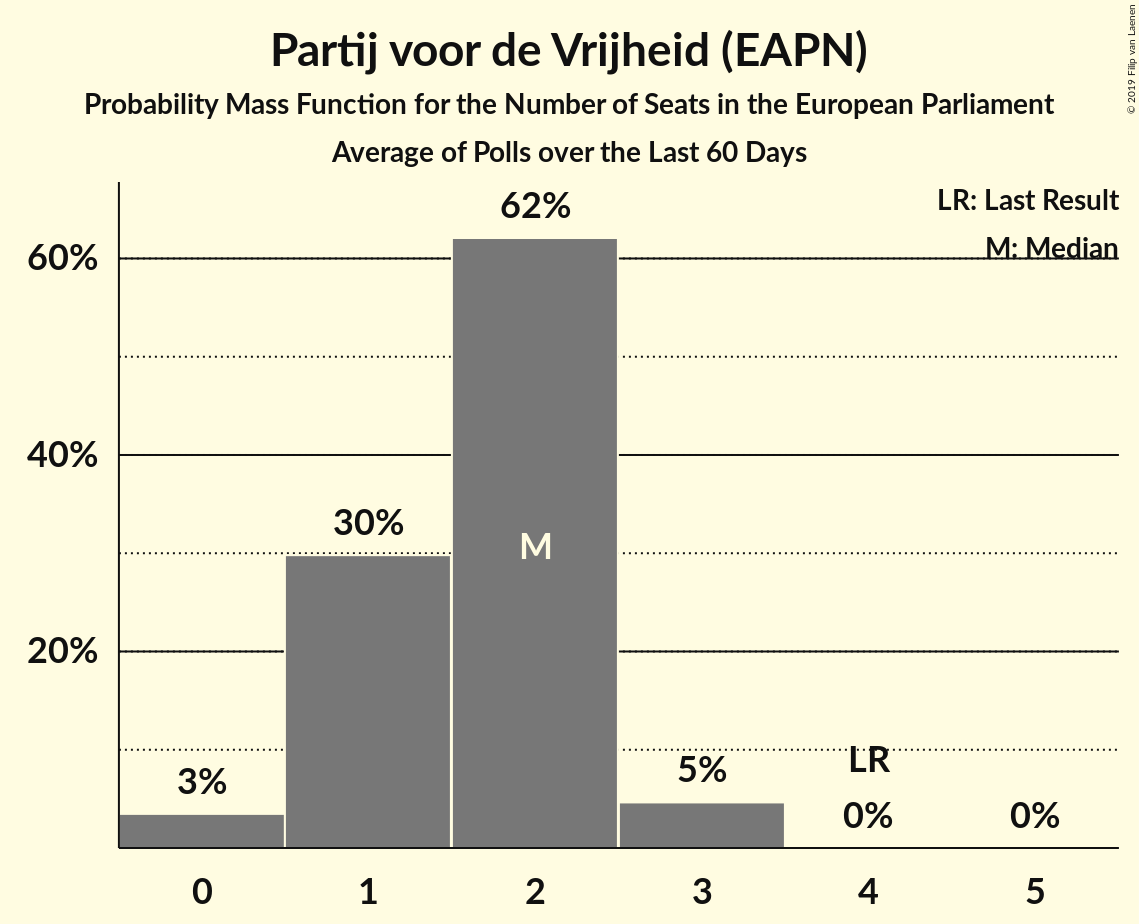 Partij voor de Vrijheid (EAPN)
Probability Mass Function for the Number of Seats in the European Parliament
Average of Polls over the Last 60 Days
© 2019 Filip van Laenen
LR: Last Result
M: Median
62%
60%
40%
30%
M
20%
LR
5%
3%
0%
0%
0 1 2 3 4 5